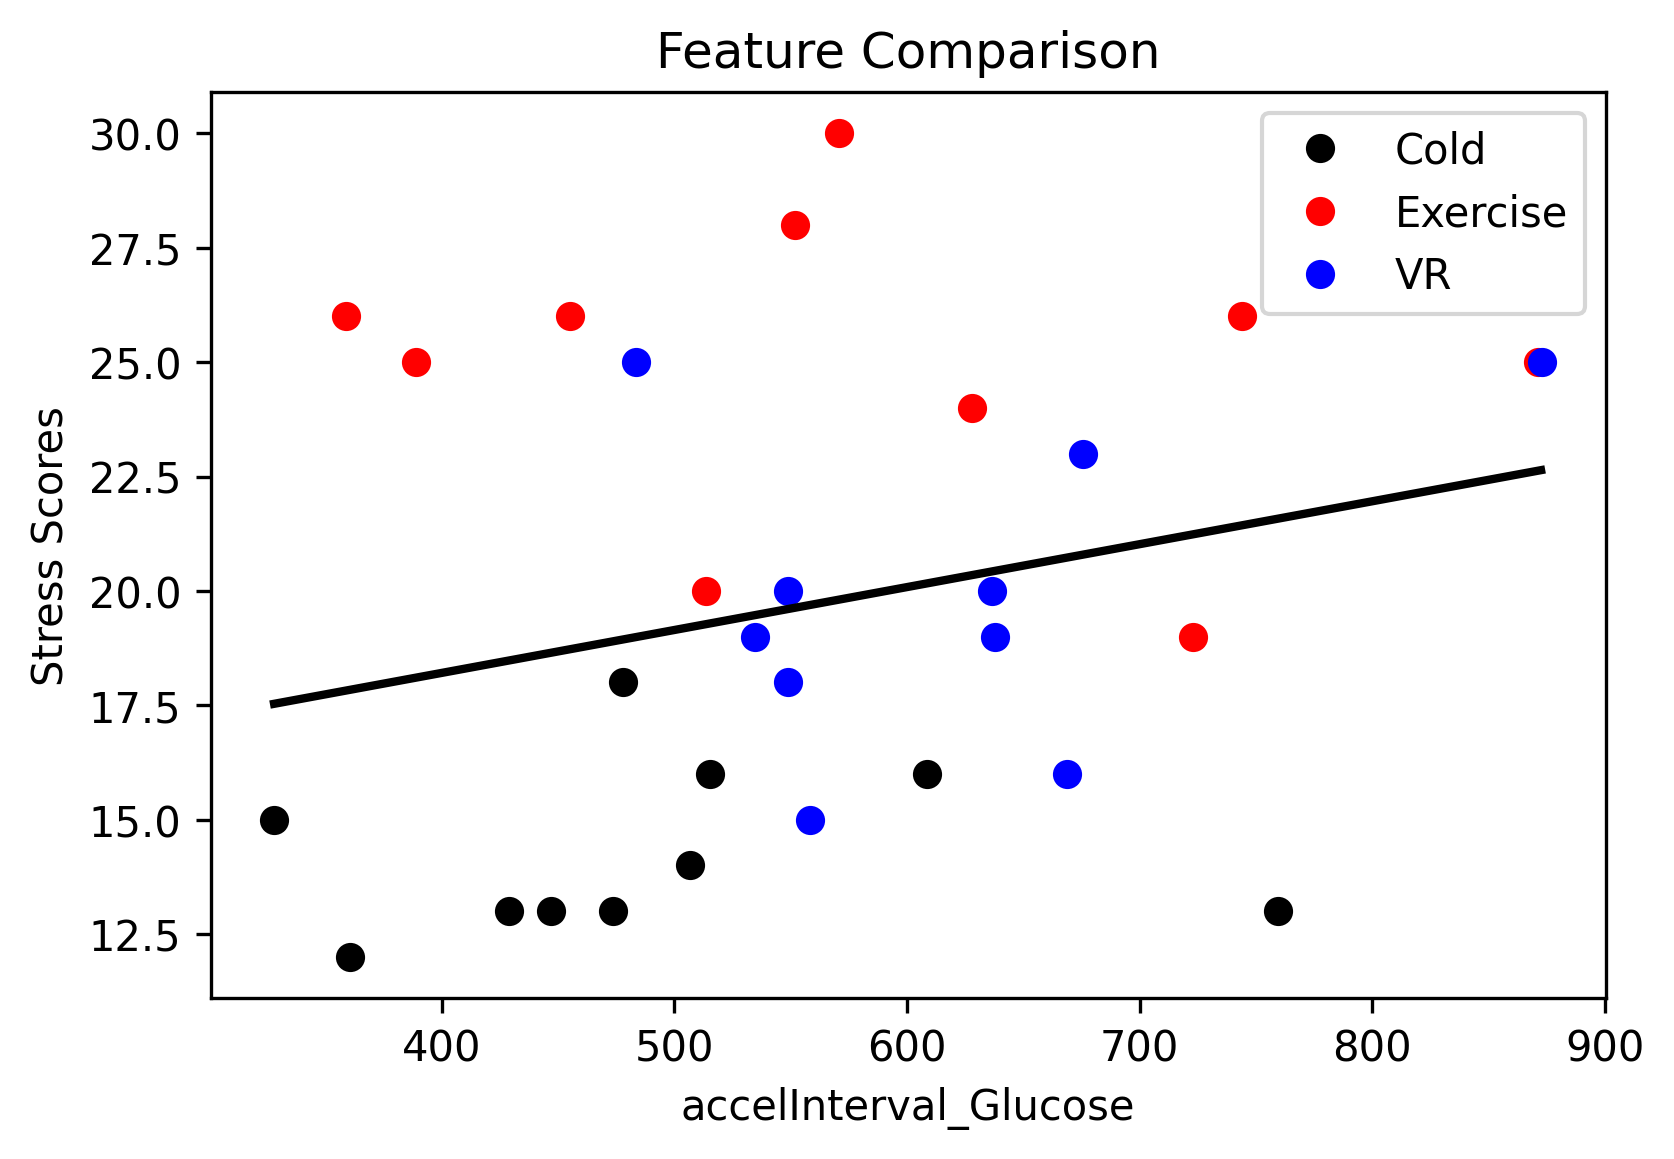 Feature Comparison
30.0
27.5
25.0
22.5
20.0
17.5
15.0
12.5
Stress Scores
Cold
Exercise
VR
400 500 600 700 800 900
accelInterval_Glucose